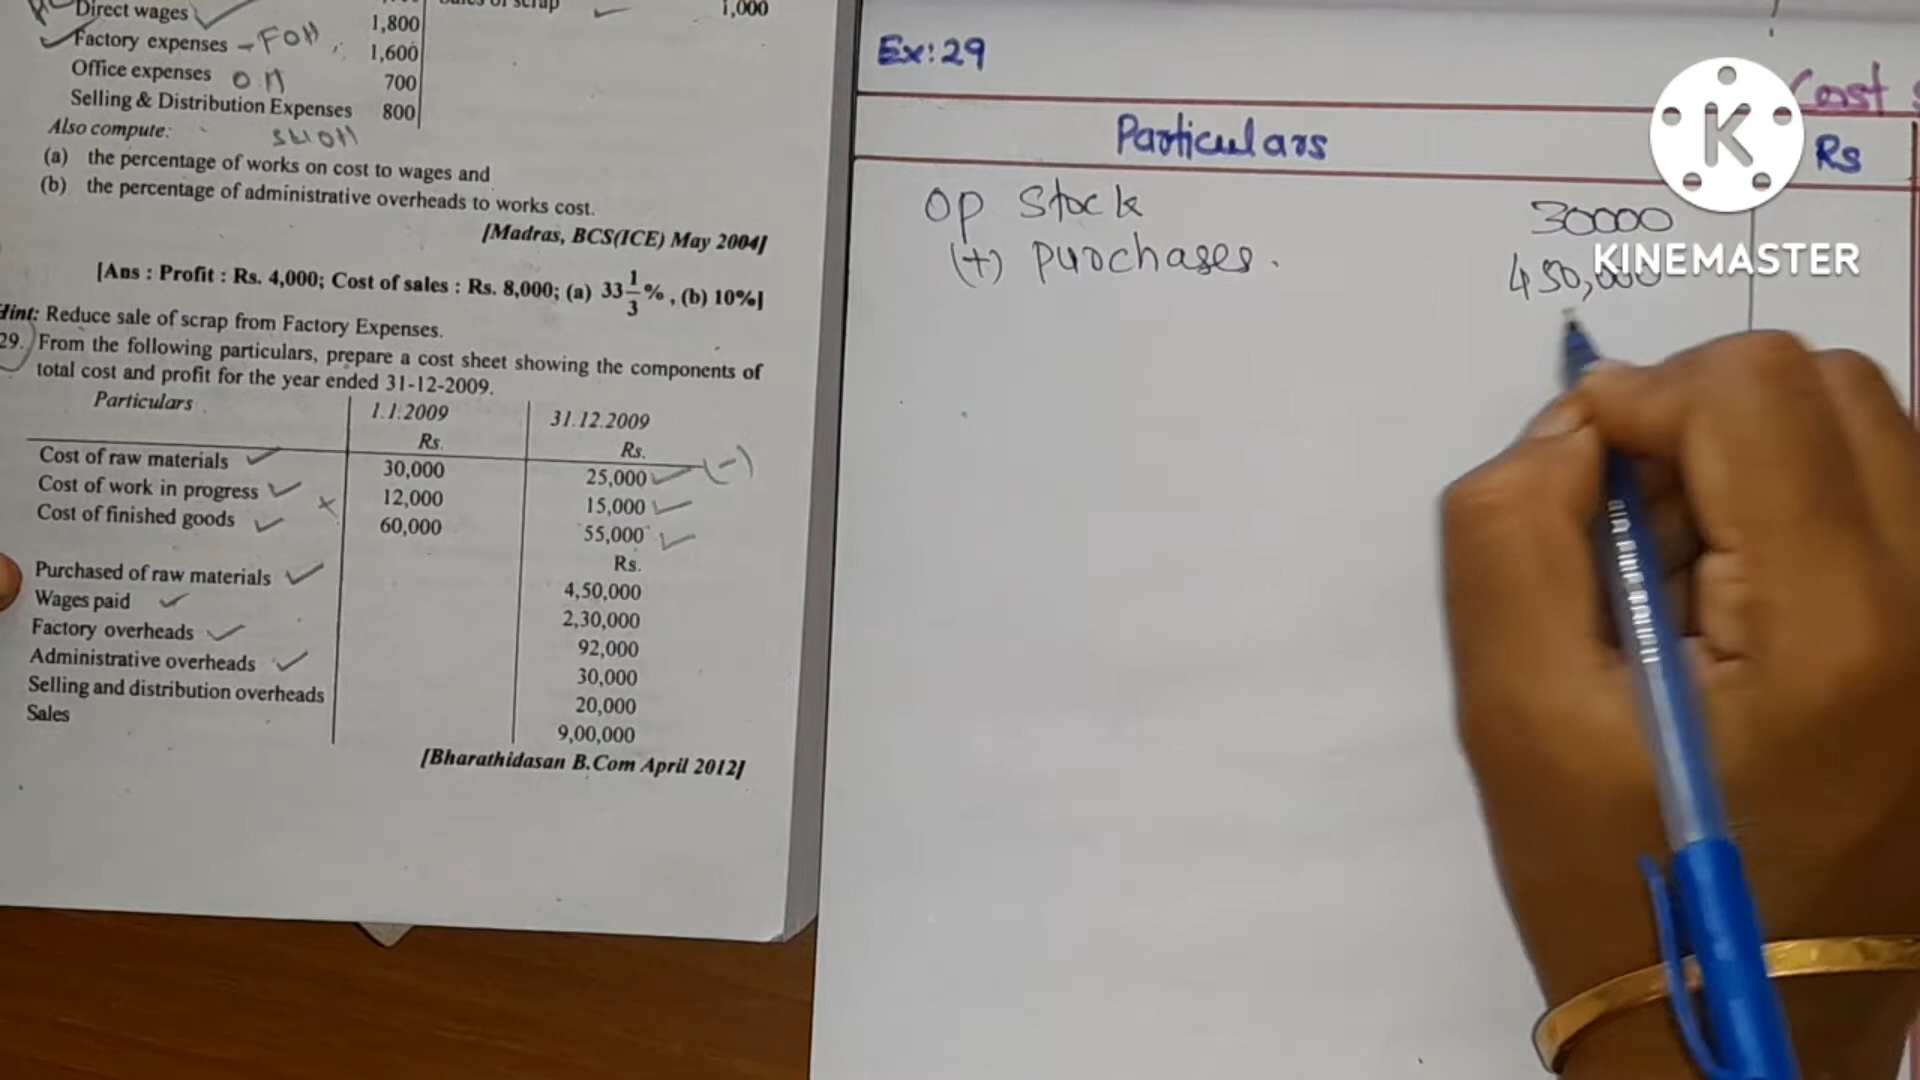 Direct wages 1,800 1,000
Factory expenses - FOH 1,600
Office expenses O.H 700
Selling & Distribution Expenses 800
Also compute:
S&DOH
(a) the percentage of works on cost to wages and
(b) the percentage of administrative overheads to works cost.
[Madras, BCS(ICE) May 2004]
[Ans : Profit : Rs. 4,000; Cost of sales : Rs. 8,000; (a) 33 1/3 % , (b) 10%]
Hint: Reduce sale of scrap from Factory Expenses.
29. From the following particulars, prepare a cost sheet showing the components of
total cost and profit for the year ended 31-12-2009.
Particulars 1.1.2009 31.12.2009
Rs. Rs.
Cost of raw materials 30,000 25,000 (-)
Cost of work in progress 12,000 15,000
Cost of finished goods 60,000 55,000
Rs.
Purchased of raw materials 4,50,000
Wages paid 2,30,000
Factory overheads 92,000
Administrative overheads 30,000
Selling and distribution overheads 20,000
Sales 9,00,000
[Bharathidasan B.Com April 2012]
Ex:29
Cost
Particulars Rs
Op Stock 30000
(+) Purchases. 450,000
K
KINEMASTER